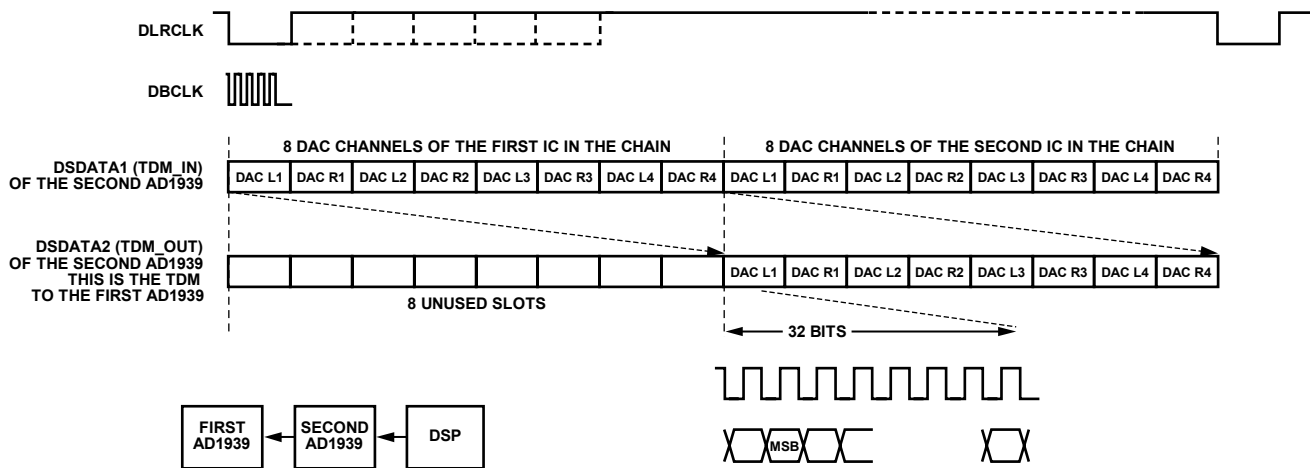 DLRCLK
DBCLK
8 DAC CHANNELS OF THE FIRST IC IN THE CHAIN
8 DAC CHANNELS OF THE SECOND IC IN THE CHAIN
DSDATA1 (TDM_IN)
OF THE SECOND AD1939
DAC L1 DAC R1 DAC L2 DAC R2 DAC L3 DAC R3 DAC L4 DAC R4 DAC L1 DAC R1 DAC L2 DAC R2 DAC L3 DAC R3 DAC L4 DAC R4
DSDATA2 (TDM_OUT)
OF THE SECOND AD1939
THIS IS THE TDM
TO THE FIRST AD1939
DAC L1 DAC R1 DAC L2 DAC R2 DAC L3 DAC R3 DAC L4 DAC R4
8 UNUSED SLOTS
32 BITS
FIRST
AD1939
SECOND
AD1939
DSP
MSB